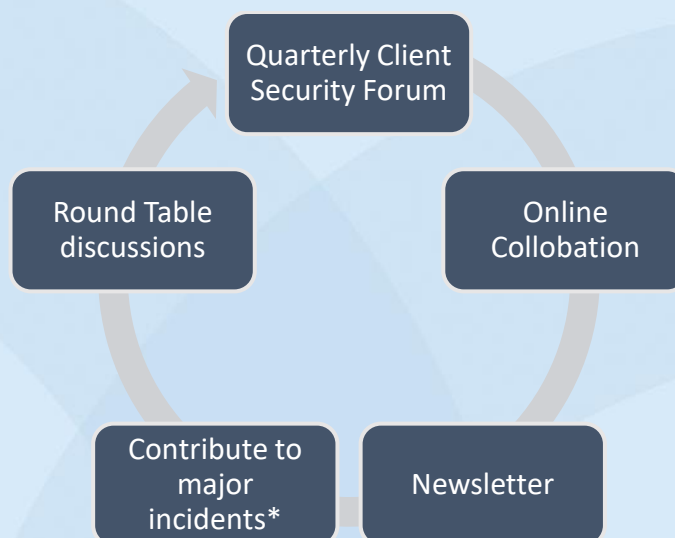 Quarterly Client
Security Forum
Online
Collobation
Newsletter
Contribute to
major
incidents*
Round Table
discussions